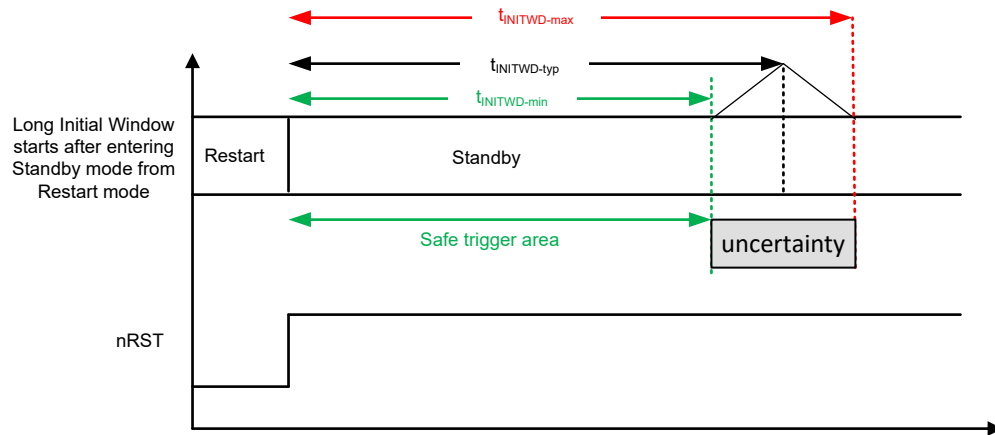 tINITWD-max
tINITWD-typ
tINITWD-min
Long Initial Window
starts after entering
Standby mode from
Restart mode
Restart
Standby
Safe trigger area
uncertainty
nRST